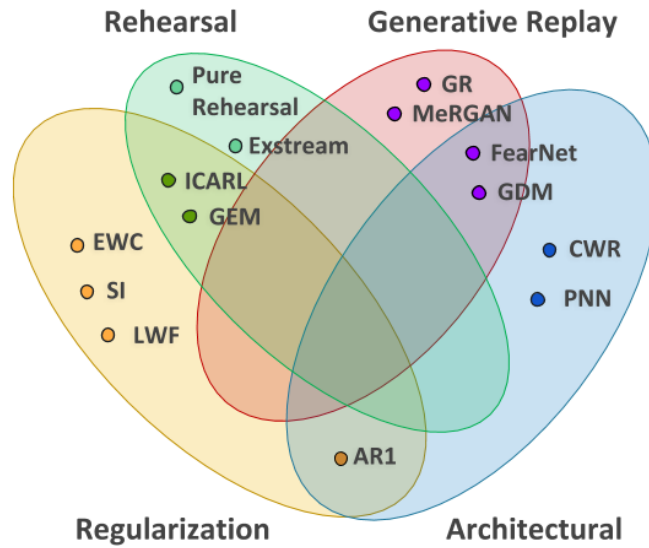 Rehearsal
Generative Replay
Pure
Rehearsal
GR
MeRGAN
Exstream
FearNet
ICARL
GDM
GEM
EWC
CWR
SI
PNN
LWF
AR1
Regularization
Architectural